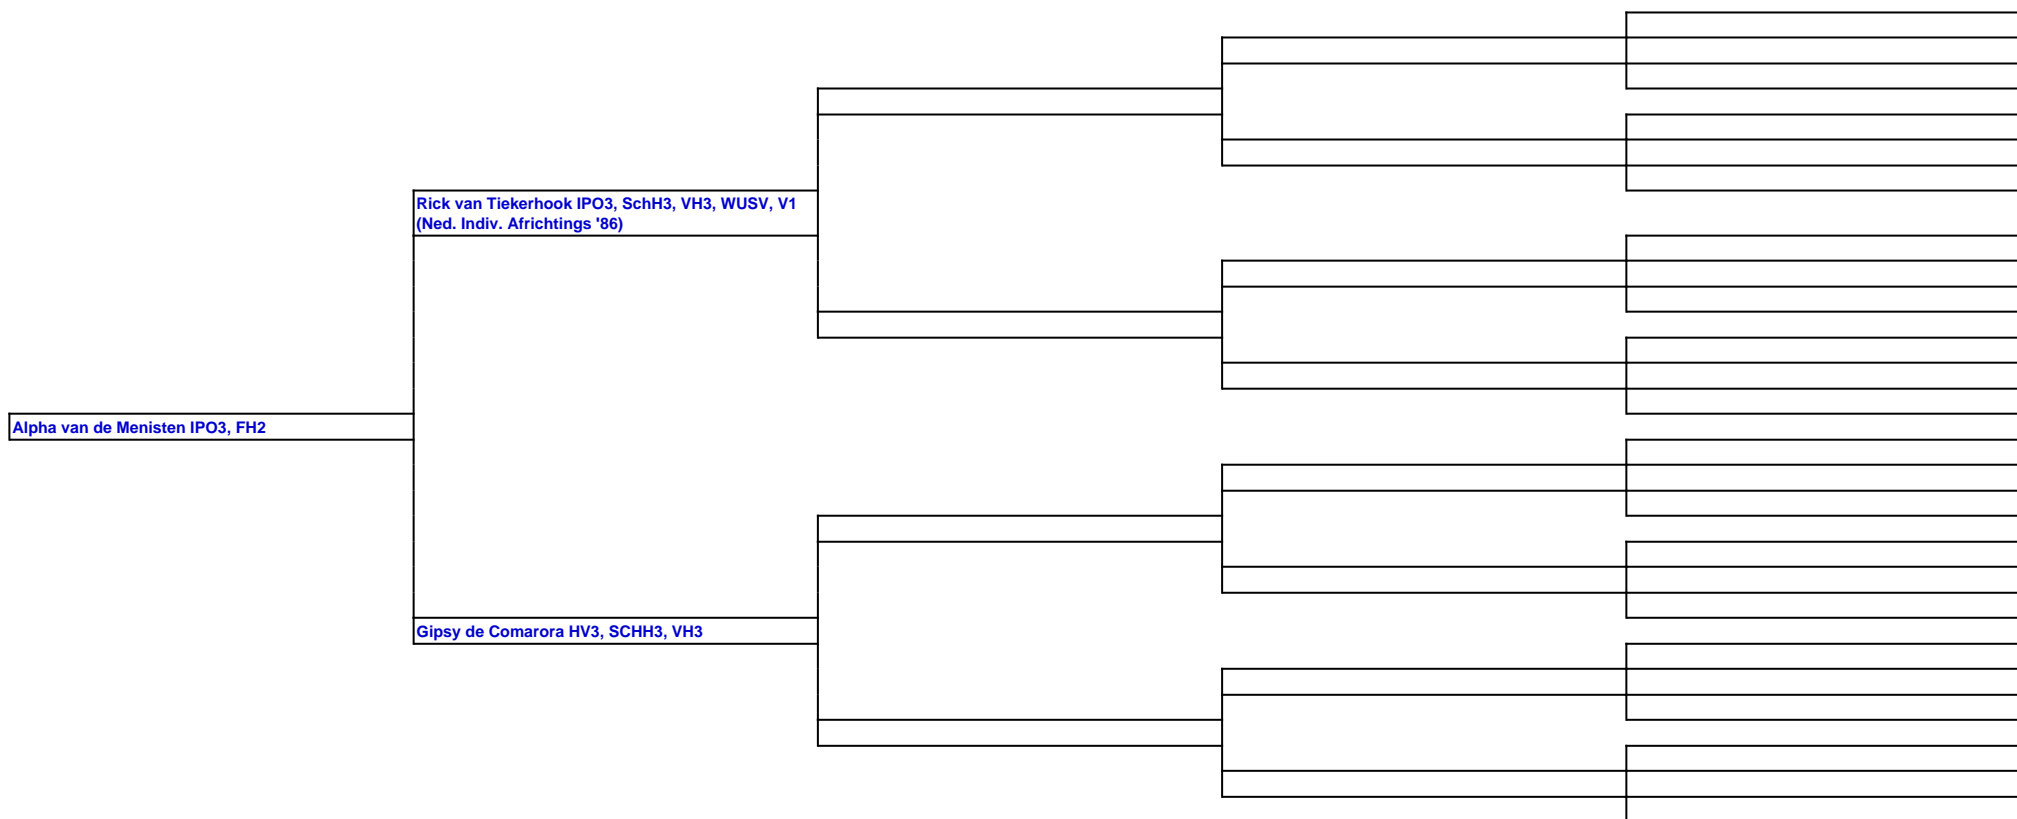 Rick van Tiekerhook IPO3, SchH3, VH3, WUSV, V1
(Ned. Indiv. Africhtings '86)
Alpha van de Menisten IPO3, FH2
Gipsy de Comarora HV3, SCHH3, VH3